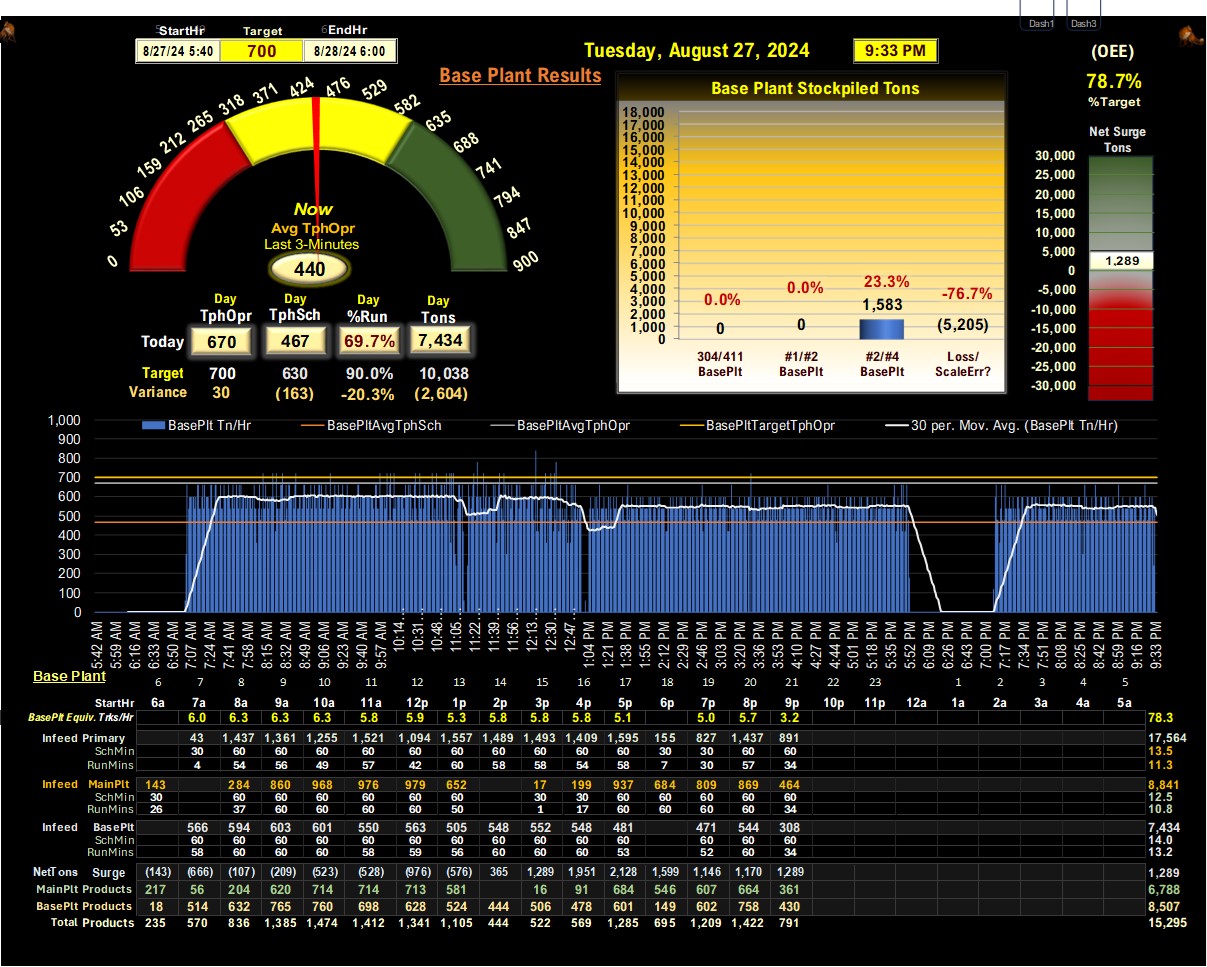 Dash1 Dash3
StartHr Target EndHr
8/27/24 5:40 700 8/28/24 6:00
Tuesday, August 27, 2024 9:33 PM
(OEE)
78.7%
%Target
Base Plant Results
0 53 106 159 212 265 318 371 424 476 529 582 635 688 741 794 847 900
Now
Avg TphOpr
Last 3-Minutes
440
Day Day Day Day
TphOpr TphSch %Run Tons
Today 670 467 69.7% 7,434
Target 700 630 90.0% 10,038
Variance 30 (163) -20.3% (2,604)
Base Plant Stockpiled Tons
18,000
17,000
16,000
15,000
14,000
13,000
12,000
11,000
10,000
9,000
8,000
7,000
6,000
5,000
4,000
3,000
2,000
1,000
0
0.0% 0.0% 23.3% -76.7%
0 0 1,583 (5,205)
304/411 #1/#2 #2/#4 Loss/
BasePlt BasePlt BasePlt ScaleErr?
Net Surge
Tons
30,000
25,000
20,000
15,000
10,000
5,000
0
-5,000
-10,000
-15,000
-20,000
-25,000
-30,000
1,289
BasePlt Tn/Hr BasePltAvgTphSch BasePltAvgTphOpr BasePltTargetTphOpr 30 per. Mov. Avg. (BasePlt Tn/Hr)
1,000
900
800
700
600
500
400
300
200
100
0
5:42 AM 5:59 AM 6:16 AM 6:33 AM 6:50 AM 7:07 AM 7:24 AM 7:41 AM 7:58 AM 8:15 AM 8:32 AM 8:49 AM 9:06 AM 9:23 AM 9:40 AM 9:57 AM 10:14... 10:31... 10:48... 11:05... 11:22... 11:39... 11:56... 12:13... 12:30... 12:47... 1:04 PM 1:21 PM 1:38 PM 1:55 PM 2:12 PM 2:29 PM 2:46 PM 3:03 PM 3:20 PM 3:36 PM 3:53 PM 4:10 PM 4:27 PM 4:44 PM 5:01 PM 5:18 PM 5:35 PM 5:52 PM 6:09 PM 6:26 PM 6:43 PM 7:00 PM 7:17 PM 7:34 PM 7:51 PM 8:08 PM 8:25 PM 8:42 PM 8:59 PM 9:16 PM 9:33 PM
Base Plant 6 7 8 9 10 11 12 13 14 15 16 17 18 19 20 21 22 23 1 2 3 4 5
StartHr 6a 7a 8a 9a 10a 11a 12p 1p 2p 3p 4p 5p 6p 7p 8p 9p 10p 11p 12a 1a 2a 3a 4a 5a
BasePlt Equiv. Trks/Hr 6.0 6.3 6.3 6.3 5.8 5.9 5.3 5.8 5.8 5.8 5.1 5.0 5.7 3.2 78.3
Infeed Primary 43 1,437 1,361 1,255 1,521 1,094 1,557 1,489 1,493 1,409 1,595 155 827 1,437 891 17,564
SchMin 30 60 60 60 60 60 60 60 60 60 60 30 30 60 60 13.5
RunMins 4 54 56 49 57 42 60 58 58 54 58 7 30 57 34 11.3
Infeed MainPlt 143 284 860 968 976 979 652 17 199 937 684 809 869 464 8,841
SchMin 30 60 60 60 60 60 60 30 30 60 60 60 60 60 12.5
RunMins 26 37 60 60 60 60 50 1 17 60 60 60 60 34 10.8
Infeed BasePlt 566 594 603 601 550 563 505 548 552 548 481 471 544 308 7,434
SchMin 60 60 60 60 60 60 60 60 60 60 60 60 60 60 14.0
RunMins 58 60 60 60 58 59 56 60 60 60 53 52 60 34 13.2
NetTons Surge (143) (666) (107) (209) (523) (528) (976) (576) 365 1,289 1,951 2,128 1,599 1,146 1,170 1,289 1,289
MainPlt Products 217 56 204 620 714 714 713 581 16 91 684 546 607 664 361 6,788
BasePlt Products 18 514 632 765 760 698 628 524 444 506 478 601 149 602 758 430 8,507
Total Products 235 570 836 1,385 1,474 1,412 1,341 1,105 444 522 569 1,285 695 1,209 1,422 791 15,295